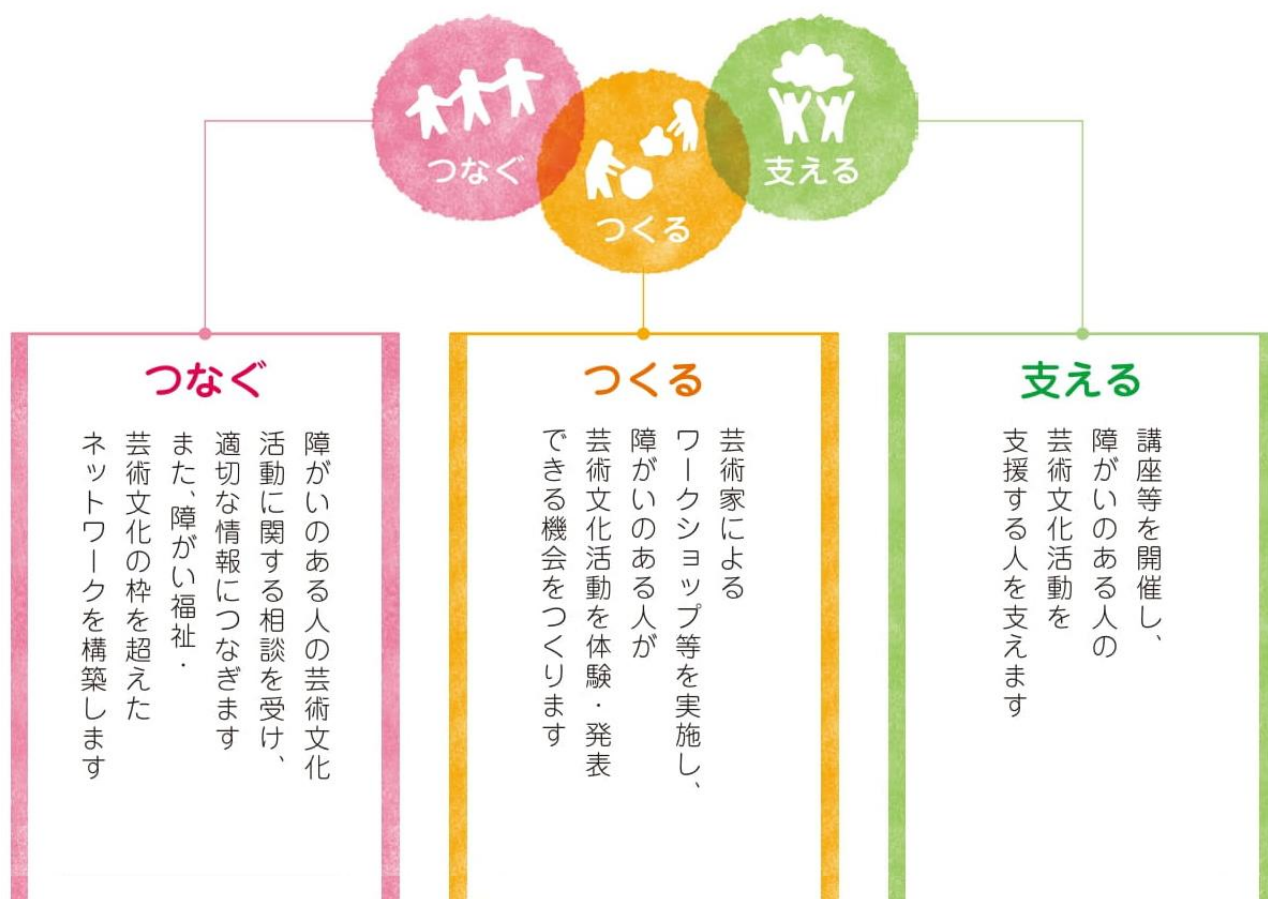 つなぐ
つくる
支える
つなぐ
障がいのある人の芸術文化
活動に関する相談を受け、
適切な情報につなぎます
また、障がい福祉・
芸術文化の枠を超えた
ネットワークを構築します
つくる
芸術家による
ワークショップ等を実施し、
障がいのある人が
芸術文化活動を体験・発表
できる機会をつくります
支える
講座等を開催し、
障がいのある人の
芸術文化活動を
支援する人を支えます